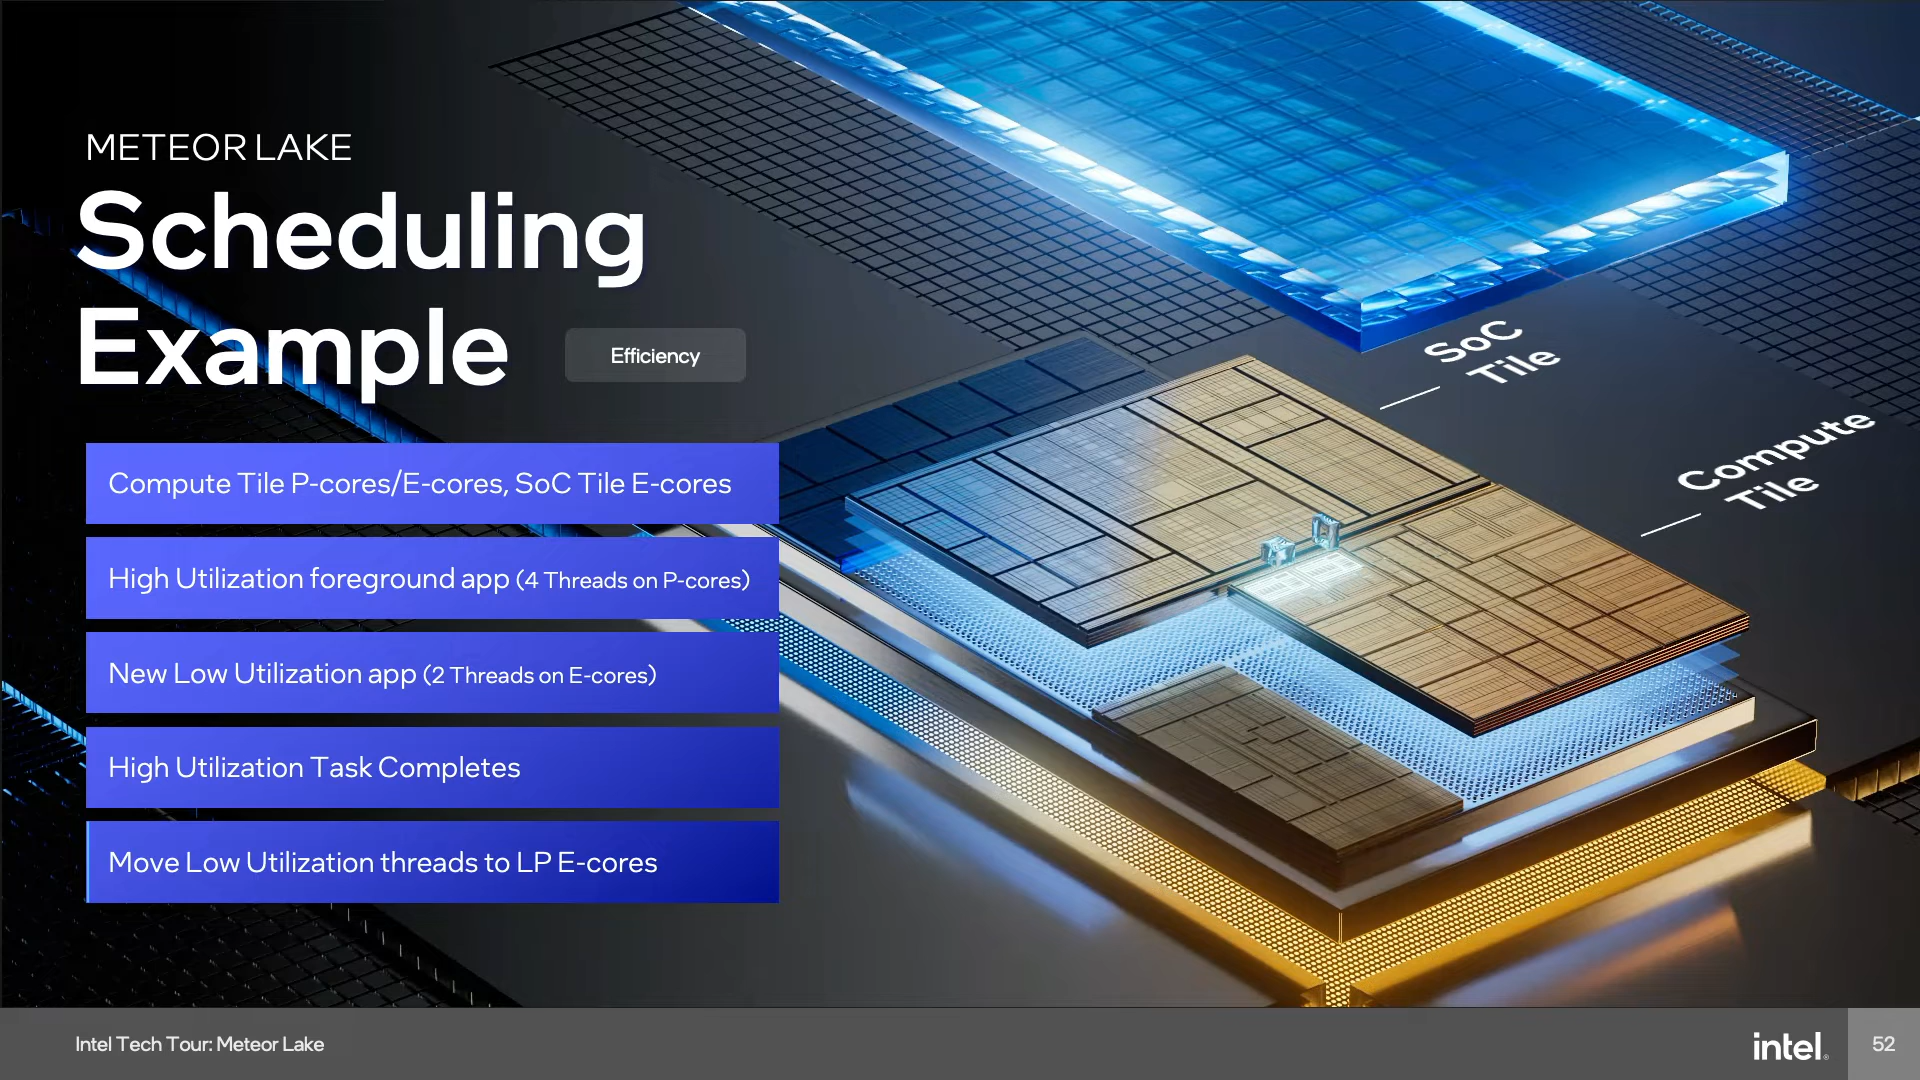 METEOR LAKE
Scheduling
Example
Efficiency
Compute Tile P-cores/E-cores, SoC Tile E-cores
High Utilization foreground app (4 Threads on P-cores)
New Low Utilization app (2 Threads on E-cores)
High Utilization Task Completes
Move Low Utilization threads to LP E-cores
SoC
Tile
Compute
Tile
Intel Tech Tour: Meteor Lake
intel®
52